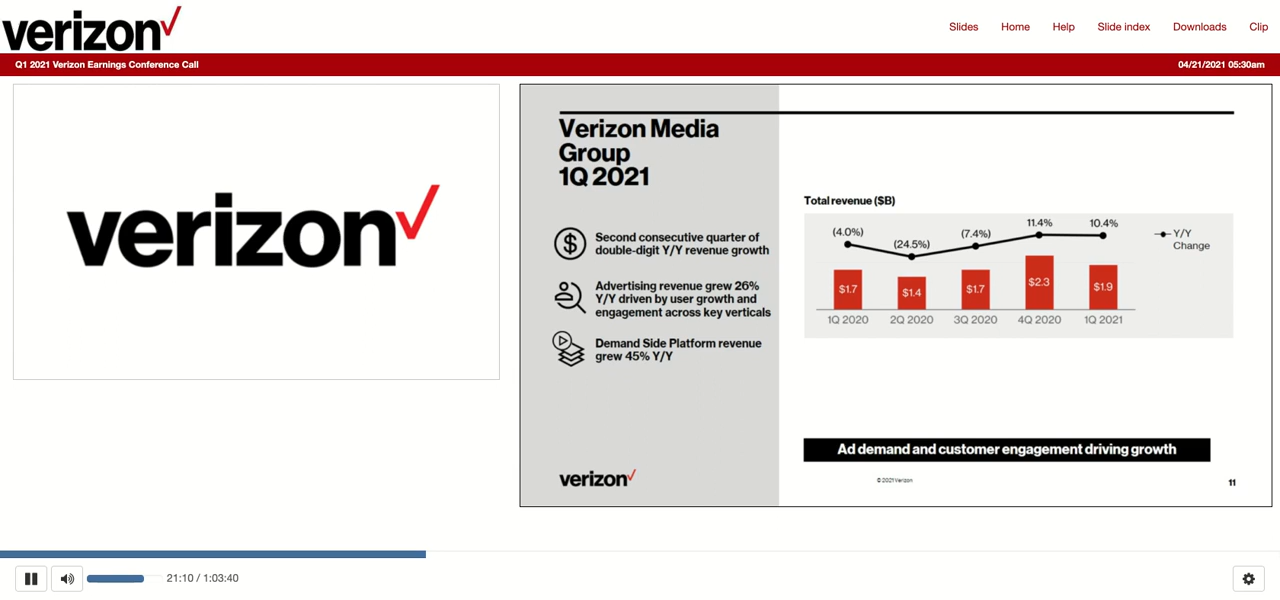 verizon
Slides Home Help Slide index Downloads Clip
Q1 2021 Verizon Earnings Conference Call 04/21/2021 05:30am
verizon
Verizon Media
Group
1Q 2021
Second consecutive quarter of
double-digit Y/Y revenue growth
Advertising revenue grew 26%
Y/Y driven by user growth and
engagement across key verticals
Demand Side Platform revenue
grew 45% Y/Y
verizon
Total revenue ($B)
(4.0%) (24.5%) (7.4%) 11.4% 10.4%
Y/Y
Change
$1.7 $1.4 $1.7 $2.3 $1.9
1Q 2020 2Q 2020 3Q 2020 4Q 2020 1Q 2021
Ad demand and customer engagement driving growth
© 2021 Verizon
11
21:10 / 1:03:40